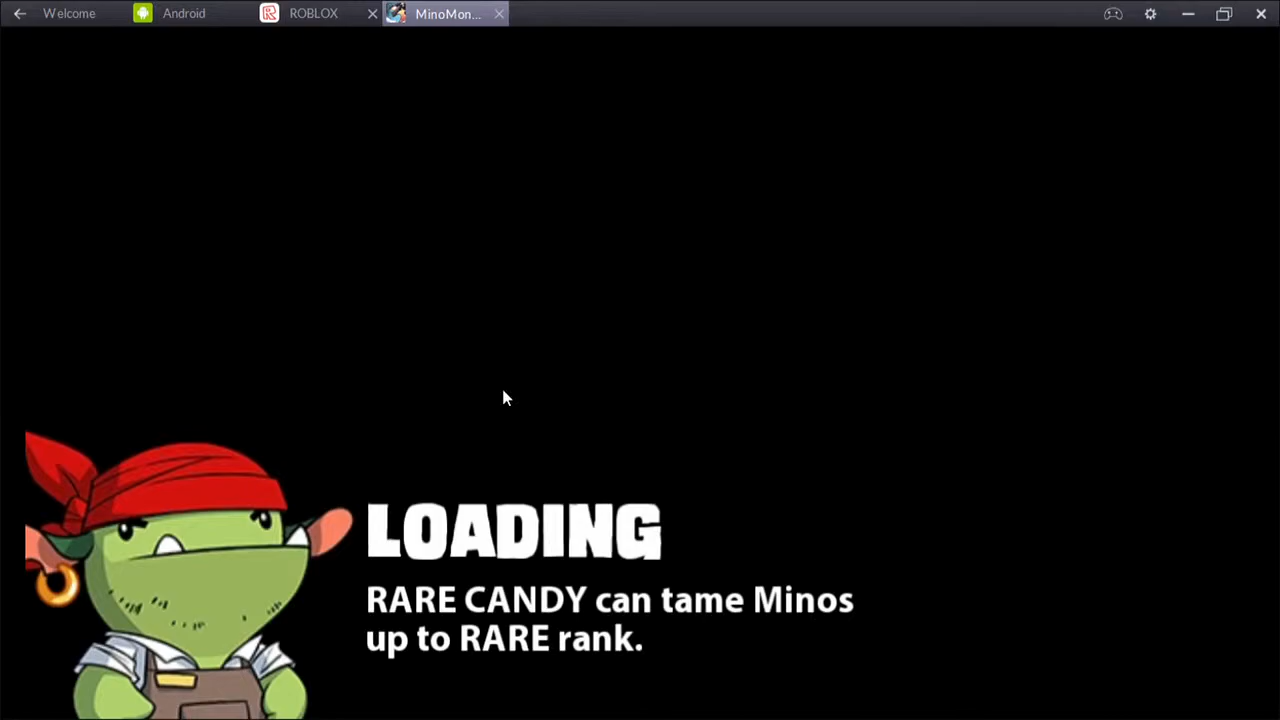 Welcome
Android
ROBLOX
MinoMon...
LOADING
RARE CANDY can tame Minos
up to RARE rank.